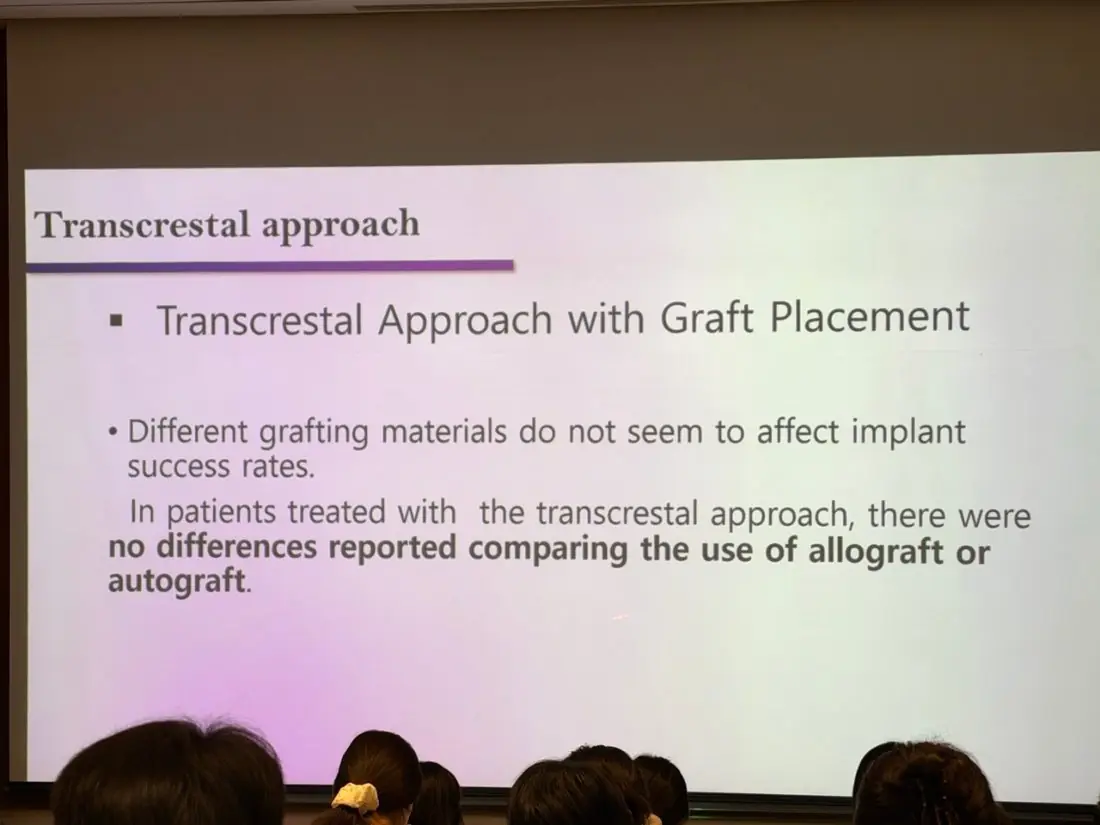 Transcrestal approach
▪ Transcrestal Approach with Graft Placement
• Different grafting materials do not seem to affect implant
success rates.
In patients treated with the transcrestal approach, there were
no differences reported comparing the use of allograft or
autograft.